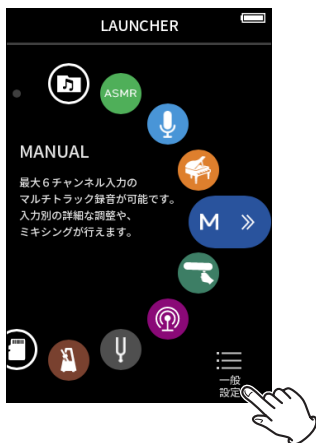 LAUNCHER
ASMR
MANUAL
最大6チャンネル入力の
マルチトラック録音が可能です。
入力別の詳細な調整や、
ミキシングが行えます。
M
一般
設定